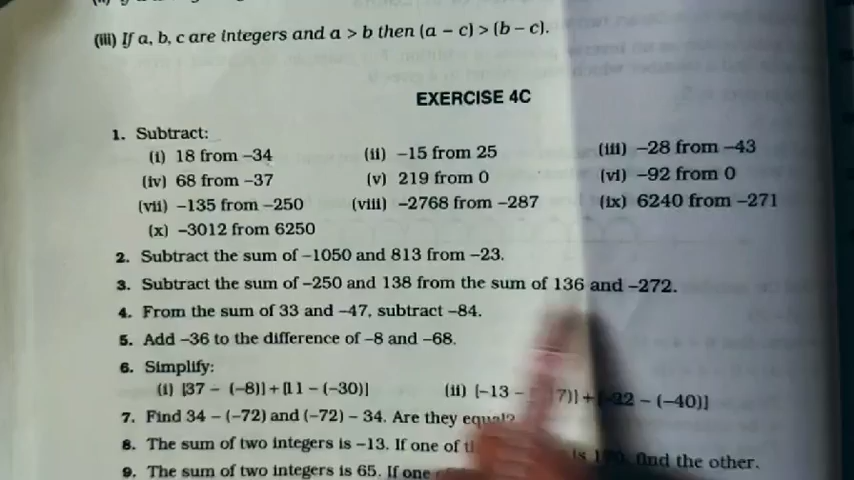 (iii) If a, b, c are integers and a > b then (a – c) > (b – c).
EXERCISE 4C
1. Subtract:
(i) 18 from –34 (ii) –15 from 25 (iii) –28 from –43
(iv) 68 from –37 (v) 219 from 0 (vi) –92 from 0
(vii) –135 from –250 (viii) –2768 from –287 (ix) 6240 from –271
(x) –3012 from 6250
2. Subtract the sum of –1050 and 813 from –23.
3. Subtract the sum of –250 and 138 from the sum of 136 and –272.
4. From the sum of 33 and –47, subtract –84.
5. Add –36 to the difference of –8 and –68.
6. Simplify:
(i) [37 – (–8)] + [11 – (–30)] (ii) [–13 – 7)] + [–22 – (–40)]
7. Find 34 – (–72) and (–72) – 34. Are they equal?
8. The sum of two integers is –13. If one of find the other.
9. The sum of two integers is 65. If one